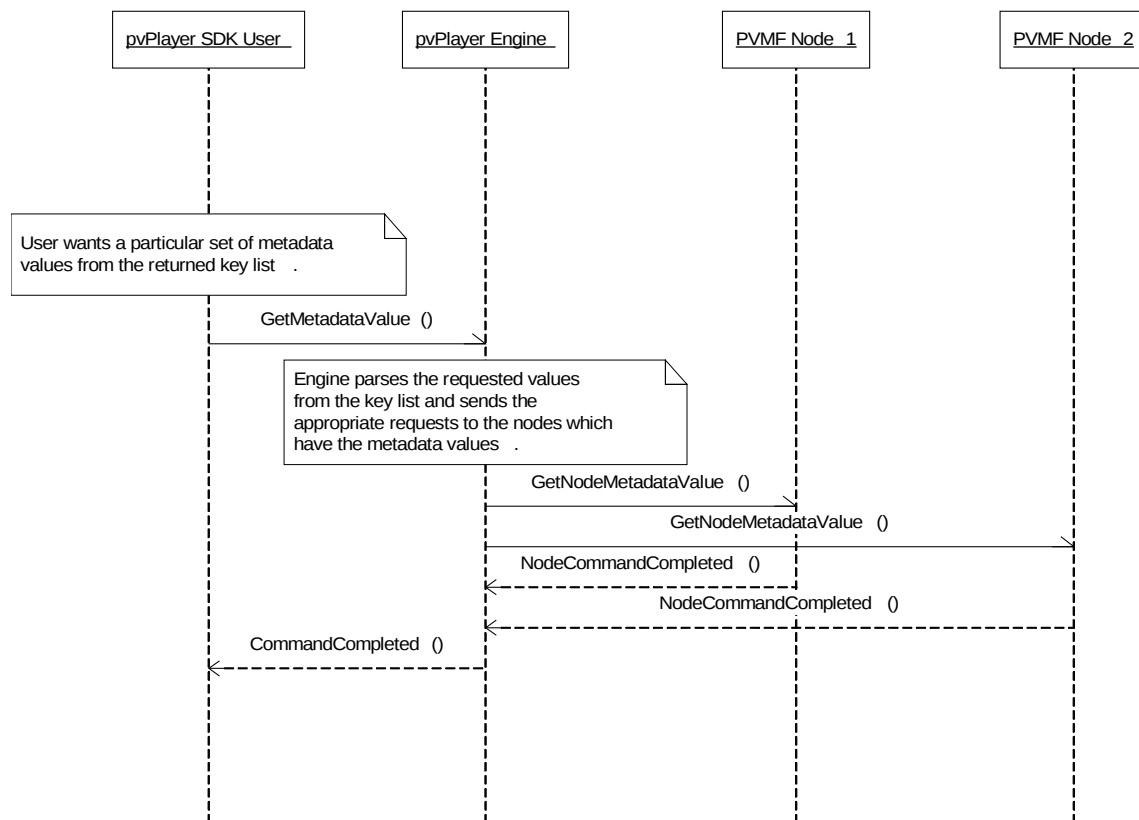 pvPlayer SDK User
pvPlayer Engine
PVMF Node_1
PVMF Node_2
User wants a particular set of metadata
values from the returned key list .
GetMetadataValue ()
Engine parses the requested values
from the key list and sends the
appropriate requests to the nodes which
have the metadata values .
GetNodeMetadataValue ()
GetNodeMetadataValue ()
NodeCommandCompleted ()
NodeCommandCompleted ()
CommandCompleted ()